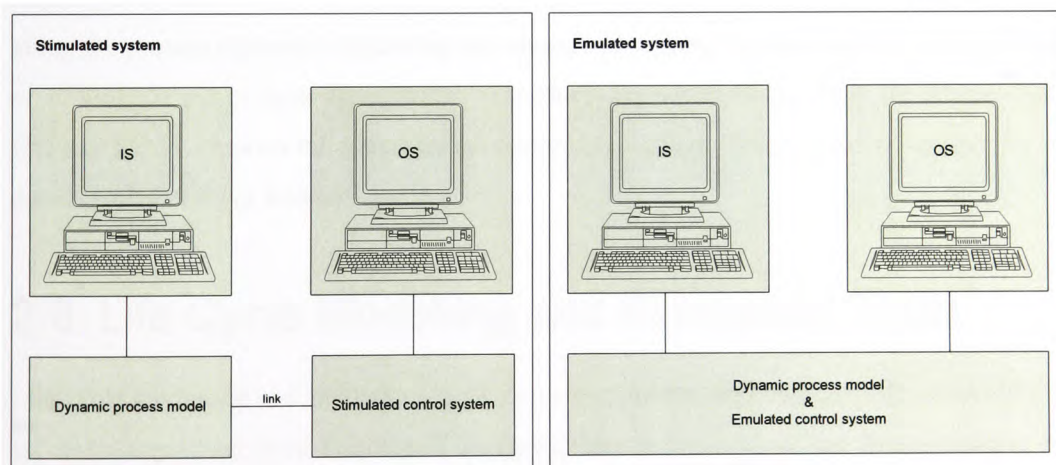 Stimulated system
IS
OS
Dynamic process model
link
Stimulated control system
Emulated system
IS
OS
Dynamic process model
&
Emulated control system